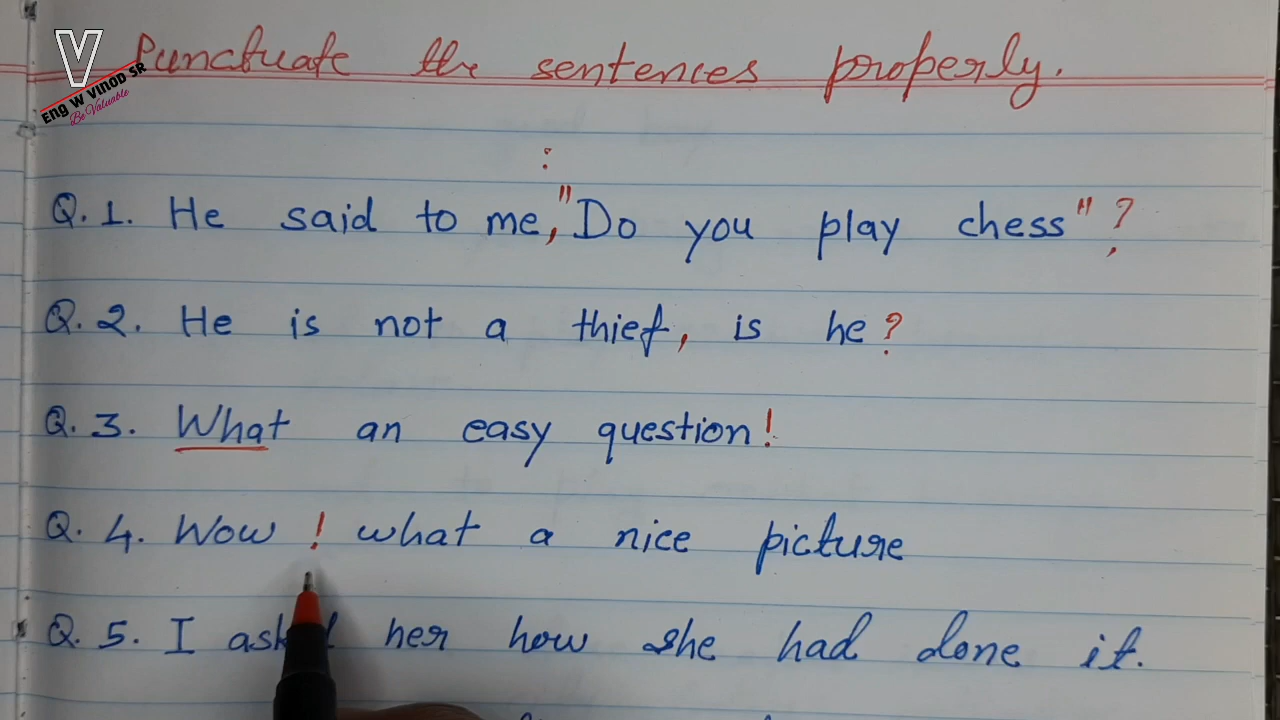 V
Eng W VINOD SR
Be Valuable
Punctuate the sentences properly.
:
Q. 1. He said to me,"Do you play chess"?
Q. 2. He is not a thief, is he?
Q. 3. What an easy question!
Q. 4. Wow ! what a nice picture
Q. 5. I her how she had done it.